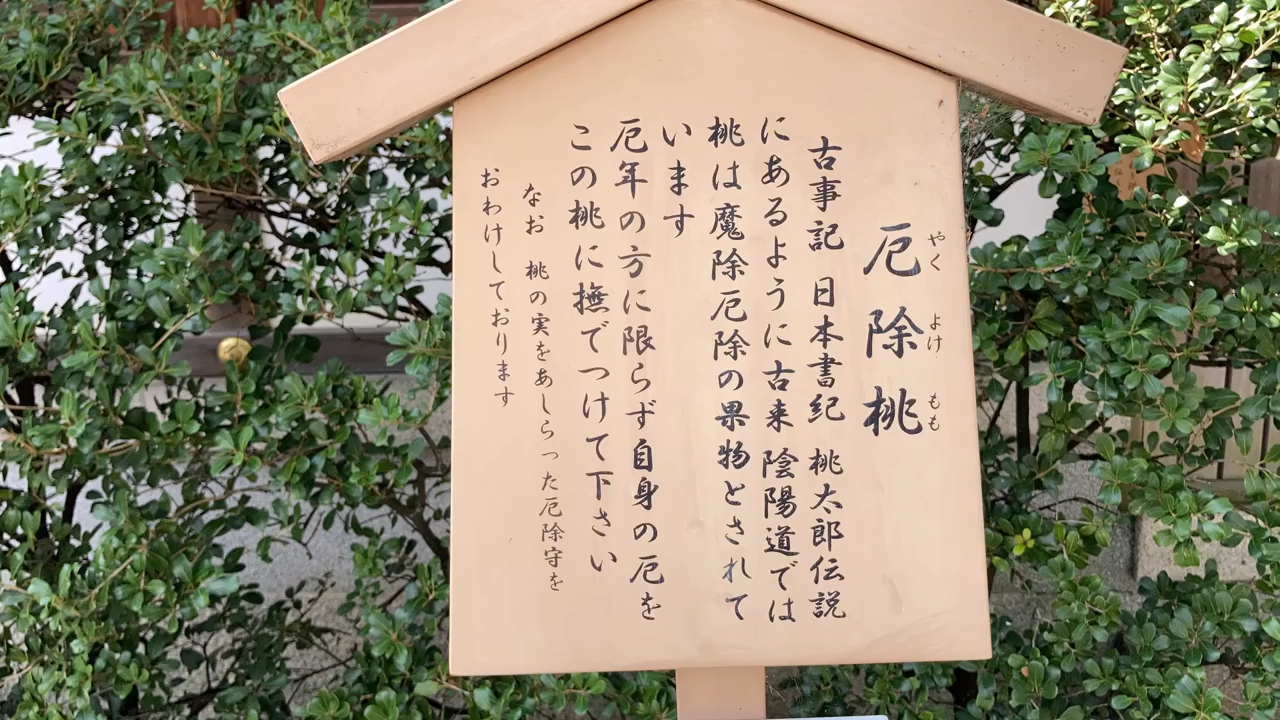 厄除桃
やく よけ もも
古事記 日本書紀 桃太郎伝説
にあるように古来 陰陽道では
桃は魔除厄除の果物とされて
います
厄年の方に限らず自身の厄を
この桃に撫でつけて下さい
なお 桃の実をあしらった厄除守を
おわけしております